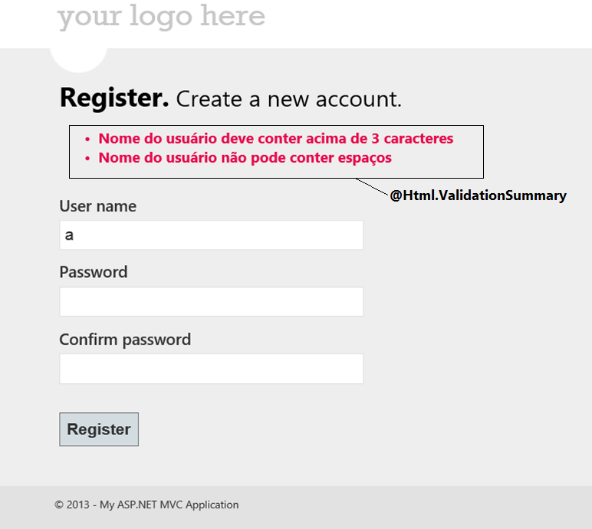 your logo here
Register. Create a new account.
• Nome do usuário deve conter acima de 3 caracteres
• Nome do usuário não pode conter espaços
@Html.ValidationSummary
User name
a
Password
Confirm password
Register
© 2013 - My ASP.NET MVC Application